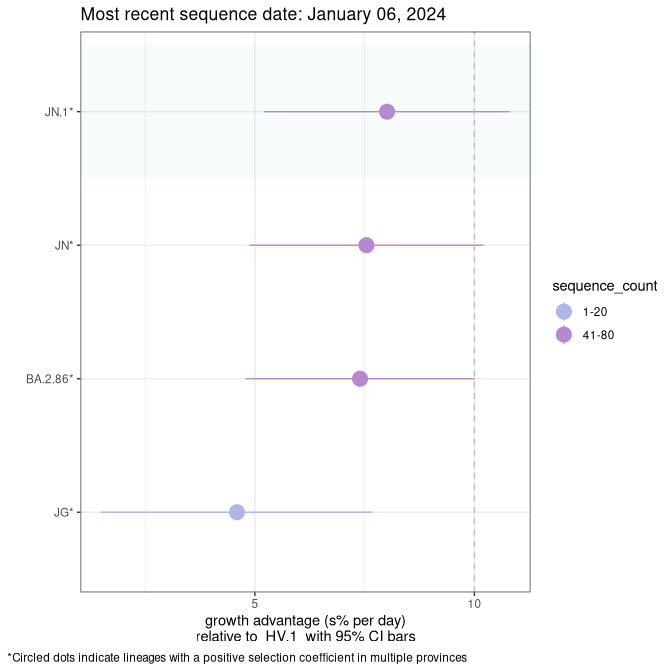 Most recent sequence date: January 06, 2024
JN.1*
JN*
BA.2.86*
JG*
5
10
growth advantage (s% per day)
relative to  HV.1  with 95% CI bars
sequence_count
1-20
41-80
*Circled dots indicate lineages with a positive selection coefficient in multiple provinces